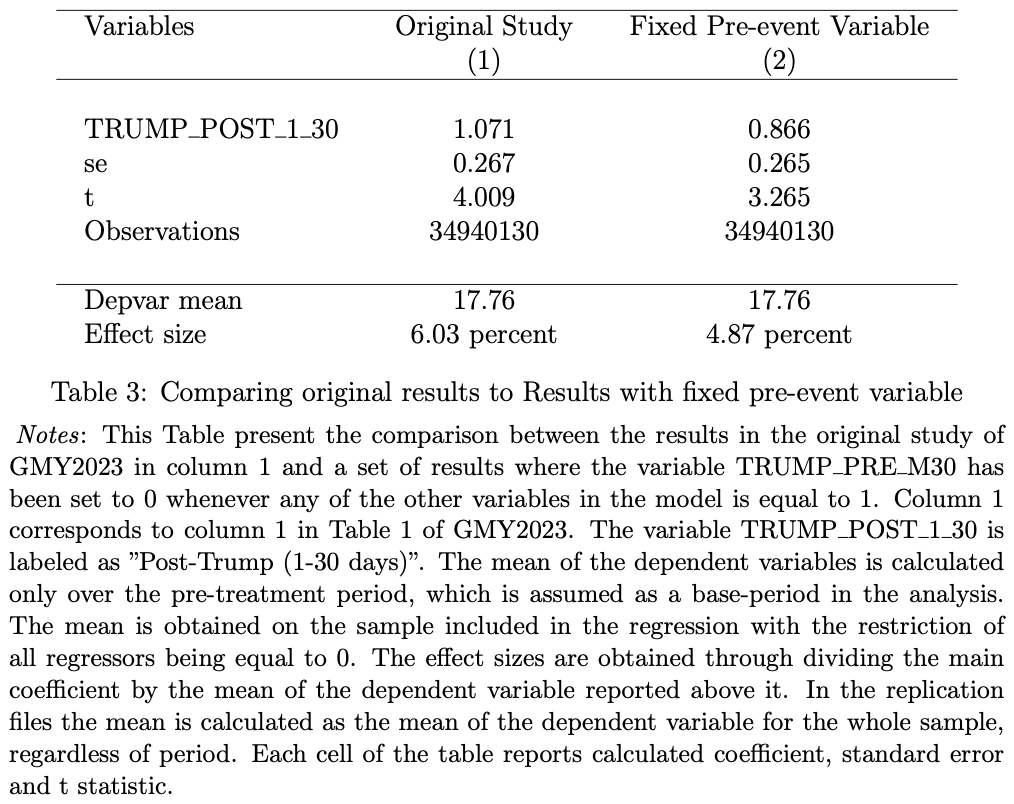 Variables Original Study Fixed Pre-event Variable
(1) (2)
TRUMP_POST_1_30 1.071 0.866
se 0.267 0.265
t 4.009 3.265
Observations 34940130 34940130
Depvar mean 17.76 17.76
Effect size 6.03 percent 4.87 percent
Table 3: Comparing original results to Results with fixed pre-event variable
Notes: This Table present the comparison between the results in the original study of
GMY2023 in column 1 and a set of results where the variable TRUMP_PRE_M30 has
been set to 0 whenever any of the other variables in the model is equal to 1. Column 1
corresponds to column 1 in Table 1 of GMY2023. The variable TRUMP_POST_1_30 is
labeled as ”Post-Trump (1-30 days)”. The mean of the dependent variables is calculated
only over the pre-treatment period, which is assumed as a base-period in the analysis.
The mean is obtained on the sample included in the regression with the restriction of
all regressors being equal to 0. The effect sizes are obtained through dividing the main
coefficient by the mean of the dependent variable reported above it. In the replication
files the mean is calculated as the mean of the dependent variable for the whole sample,
regardless of period. Each cell of the table reports calculated coefficient, standard error
and t statistic.